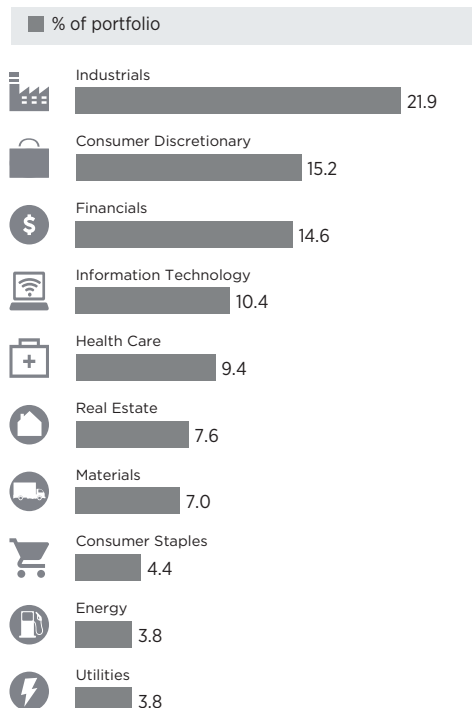 % of portfolio
Industrials
21.9
Consumer Discretionary
15.2
Financials
$
14.6
Information Technology
10.4
Health Care
9.4
Real Estate
7.6
Materials
7.0
Consumer Staples
4.4
Energy
3.8
Utilities
3.8